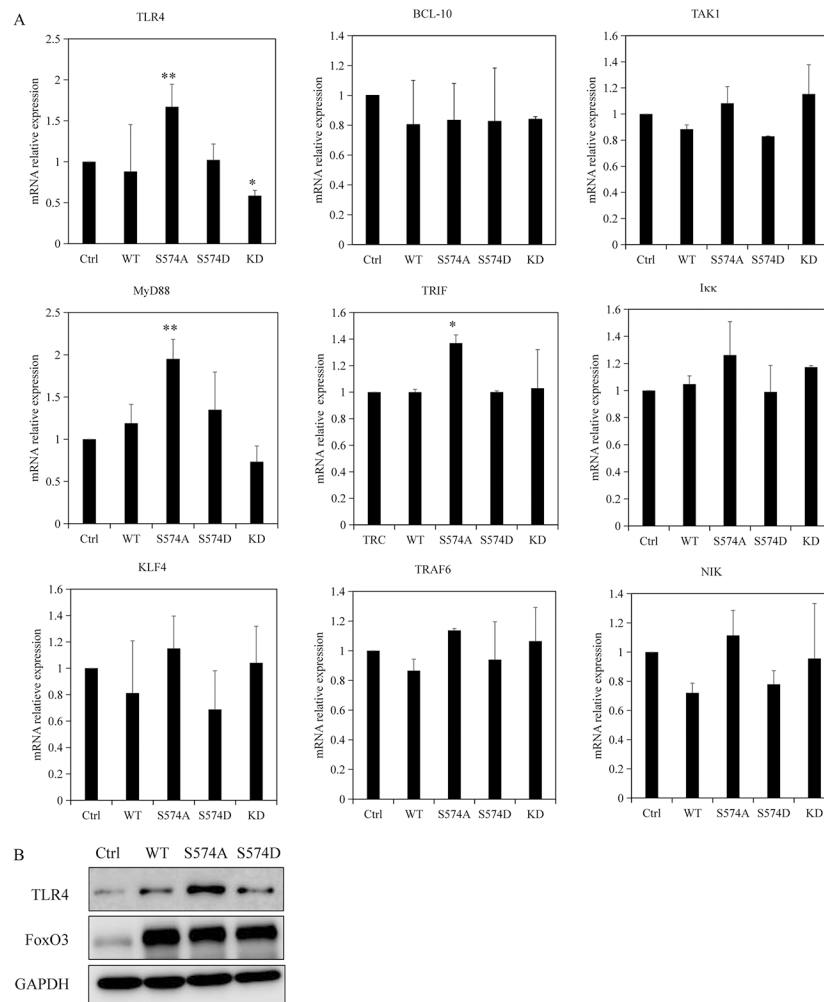 A
TLR4
mRNA relative expression
2.5
2
1.5
1
0.5
0
**
*
Ctrl WT S574A S574D KD
BCL-10
mRNA relative expression
1.4
1.2
1
0.8
0.6
0.4
0.2
0
Ctrl WT S574A S574D KD
TAK1
mRNA relative expression
1.6
1.4
1.2
1
0.8
0.6
0.4
0.2
0
Ctrl WT S574A S574D KD
MyD88
mRNA relative expression
2.5
2
1.5
1
0.5
0
**
Ctrl WT S574A S574D KD
TRIF
mRNA relative expression
1.6
1.4
1.2
1
0.8
0.6
0.4
0.2
0
*
TRC WT S574A S574D KD
Iκκ
mRNA relative expression
1.6
1.4
1.2
1
0.8
0.6
0.4
0.2
0
Ctrl WT S574A S574D KD
KLF4
mRNA relatieve expression
1.6
1.4
1.2
1
0.8
0.6
0.4
0.2
0
Ctrl WT S574A S574D KD
TRAF6
mRNA relative expression
1.4
1.2
1
0.8
0.6
0.4
0.2
0
Ctrl WT S574A S574D KD
NIK
mRNA relative expression
1.4
1.2
1
0.8
0.6
0.4
0.2
0
Ctrl WT S574A S574D KD
B
Ctrl WT S574A S574D
TLR4
FoxO3
GAPDH